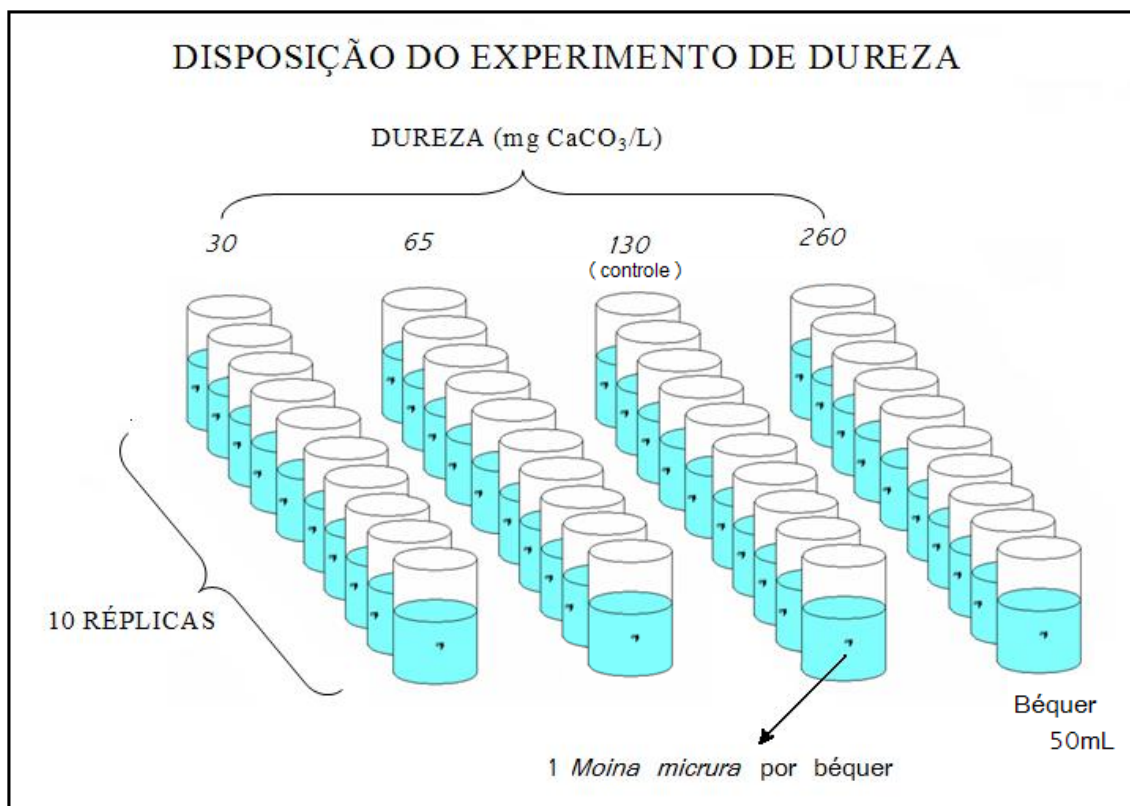 DISPOSIÇÃO DO EXPERIMENTO DE DUREZA
DUREZA (mg CaCO₃/L)
30 65 130 260
( controle )
10 RÉPLICAS
Béquer
50mL
1 Moina micrura por béquer